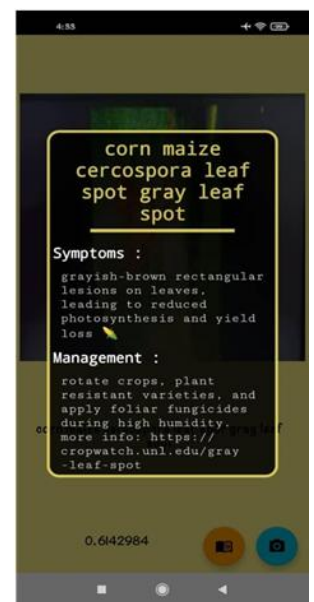 4:55
corn maize
cercospora leaf
spot gray leaf
spot
Symptoms :
grayish-brown rectangular
lesions on leaves,
leading to reduced
photosynthesis and yield
loss 🌽
Management :
rotate crops, plant
resistant varieties, and
apply foliar fungicides
during high humidity.
more info: https://
cropwatch.unl.edu/gray
-leaf-spot
0.6142984